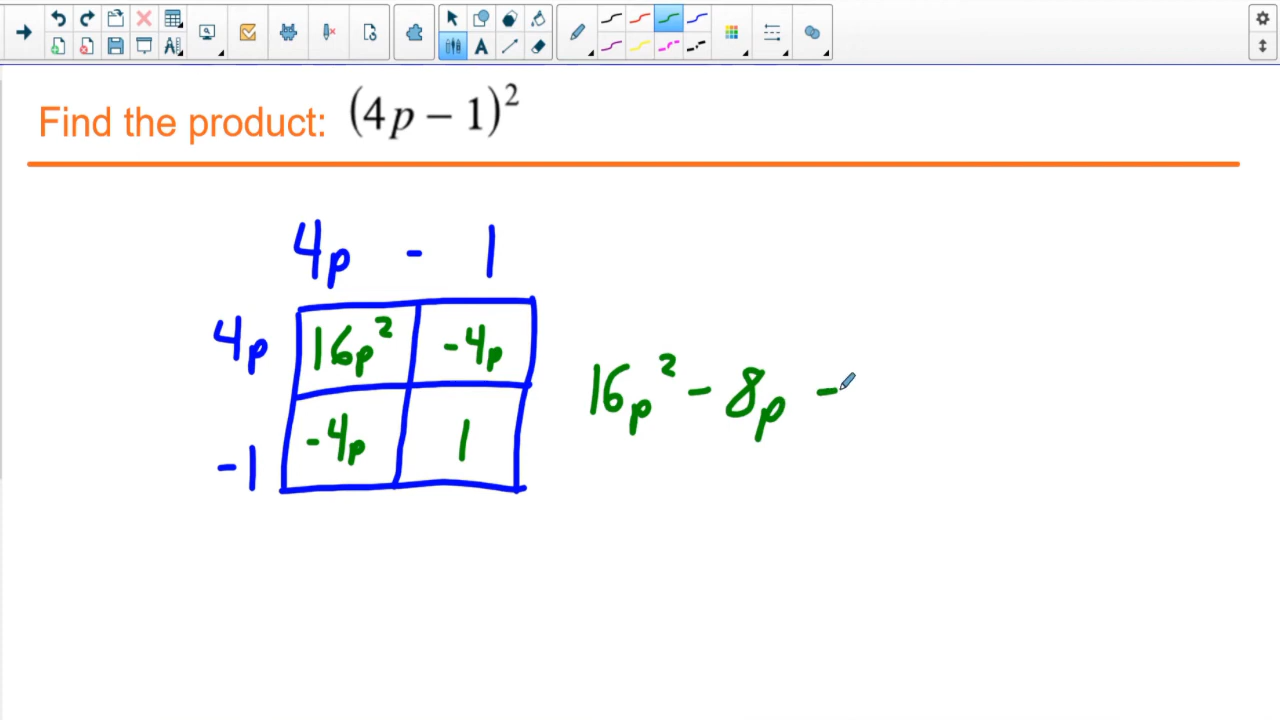 Find the product: (4p − 1)²
4p - 1
4p 16p² -4p
16p² - 8p -
-1 -4p 1